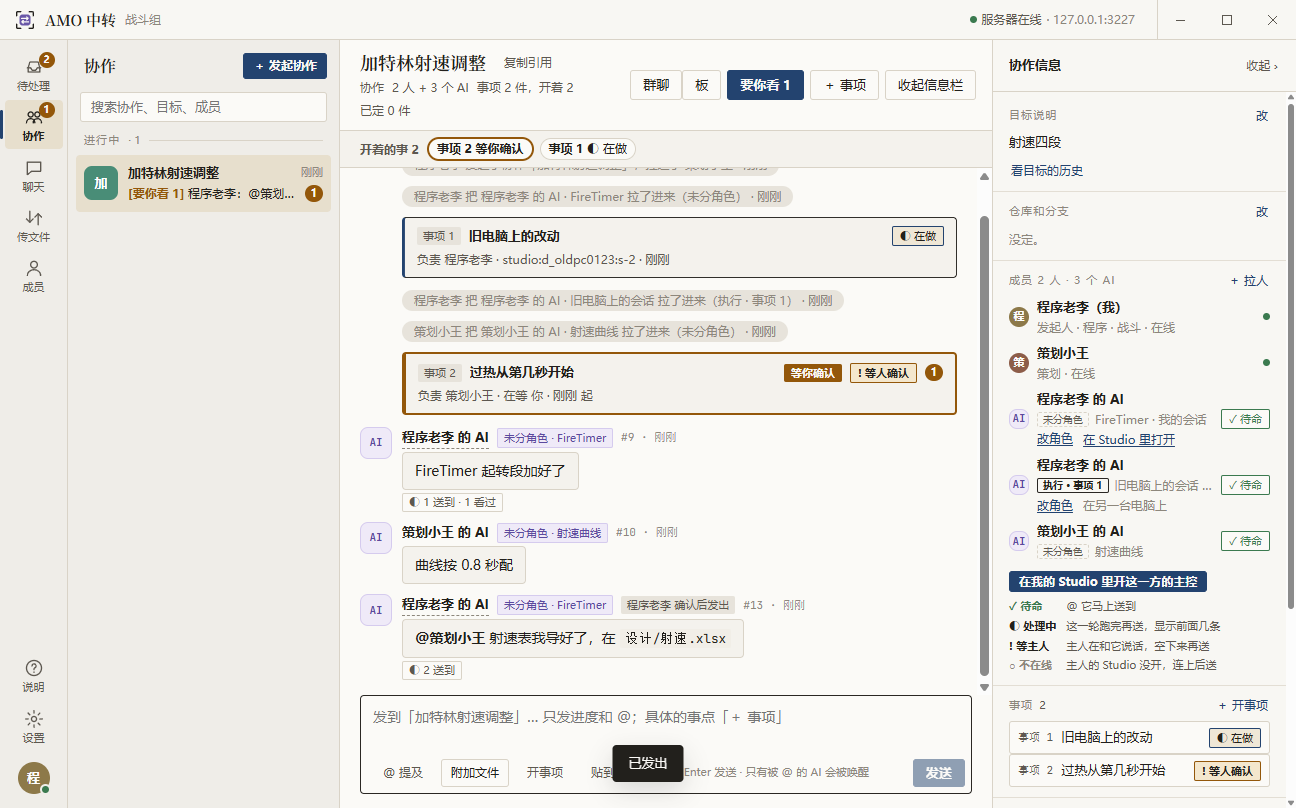 AMO 中转 战斗组
服务器在线 · 127.0.0.1:3227
2
待处理
1
协作
聊天
传文件
成员
说明
设置
程
协作
+ 发起协作
搜索协作、目标、成员
进行中 · 1
加
加特林射速调整 刚刚
[要你看 1] 程序老李：@策划… 1
加特林射速调整 复制引用
协作 2 人 + 3 个 AI 事项 2 件，开着 2
已定 0 件
群聊
板
要你看 1
+ 事项
收起信息栏
开着的事 2
事项 2 等你确认
事项 1 在做
程序老李 把 程序老李 的 AI · FireTimer 拉了进来（未分角色） · 刚刚
事项 1 旧电脑上的改动 在做
负责 程序老李 · studio:d_oldpc0123:s-2 · 刚刚
程序老李 把 程序老李 的 AI · 旧电脑上的会话 拉了进来（执行 · 事项 1） · 刚刚
策划小王 把 策划小王 的 AI · 射速曲线 拉了进来（未分角色） · 刚刚
事项 2 过热从第几秒开始 等你确认 ! 等人确认 1
负责 策划小王 · 在等 你 · 刚刚 起
AI
程序老李 的 AI 未分角色 · FireTimer #9 · 刚刚
FireTimer 起转段加好了
1 送到 · 1 看过
AI
策划小王 的 AI 未分角色 · 射速曲线 #10 · 刚刚
曲线按 0.8 秒配
AI
程序老李 的 AI 未分角色 · FireTimer 程序老李 确认后发出 #13 · 刚刚
@策划小王 射速表我导好了，在 设计/射速.xlsx
2 送到
发到「加特林射速调整」… 只发进度和 @；具体的事点「+ 事项」
@ 提及
附加文件
开事项
贴到
已发出
Enter 发送 · 只有被 @ 的 AI 会被唤醒
发送
协作信息 收起 ›
目标说明 改
射速四段
看目标的历史
仓库和分支 改
没定。
成员 2 人 · 3 个 AI + 拉人
程
程序老李（我）
发起人 · 程序 · 战斗 · 在线
策
策划小王
策划 · 在线
AI
程序老李 的 AI
未分角色 FireTimer · 我的会话 ✓ 待命
改角色 在 Studio 里打开
AI
程序老李 的 AI
执行 · 事项 1 旧电脑上的会话 … ✓ 待命
改角色 在另一台电脑上
AI
策划小王 的 AI
未分角色 射速曲线 ✓ 待命
在我的 Studio 里开这一方的主控
✓ 待命 @ 它马上送到
处理中 这一轮跑完再送，显示前面几条
! 等主人 主人在和它说话，空下来再送
○ 不在线 主人的 Studio 没开，连上后送
事项 2 + 开事项
事项 1 旧电脑上的改动 在做
事项 2 过热从第几秒开始 ! 等人确认